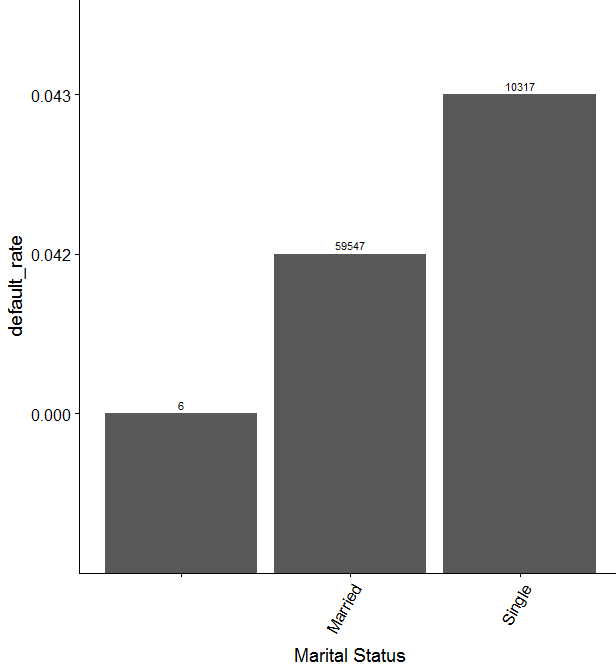 10317
0.043
59547
0.042
default_rate
6
0.000
Married
Single
Marital Status